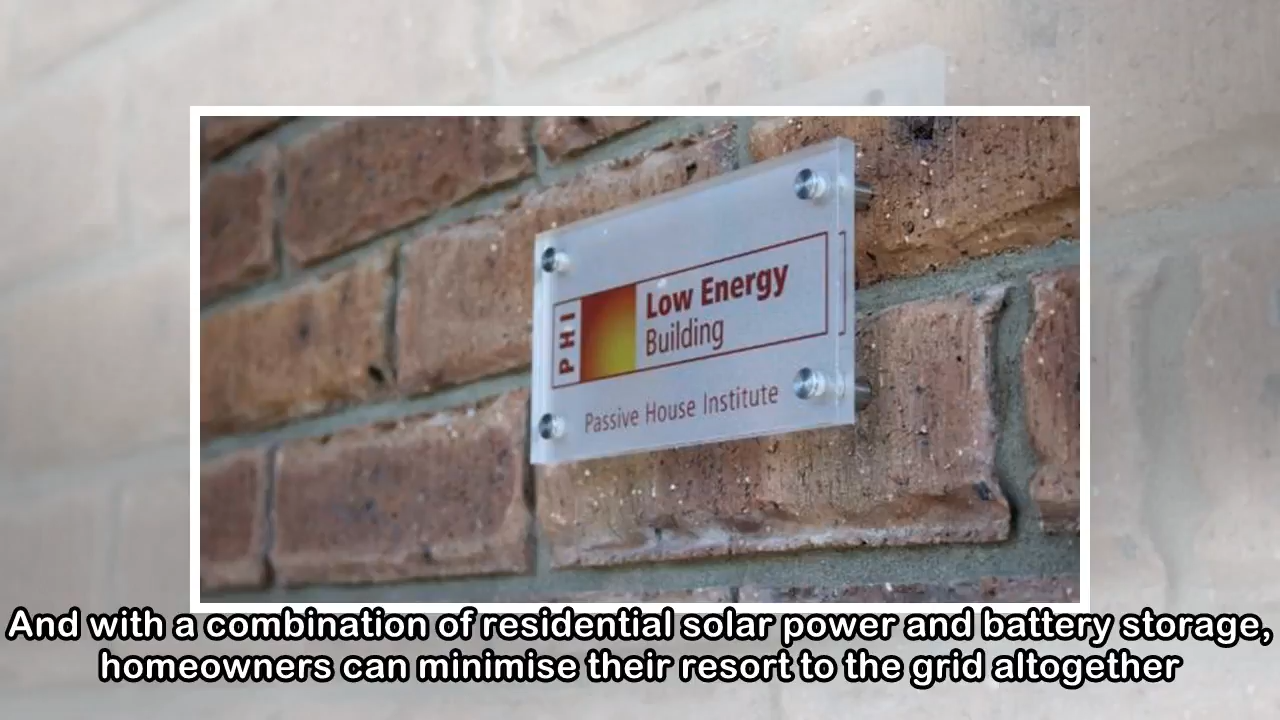 PHI
Low Energy
Building
Passive House Institute
And with a combination of residential solar power and battery storage,
homeowners can minimise their resort to the grid altogether